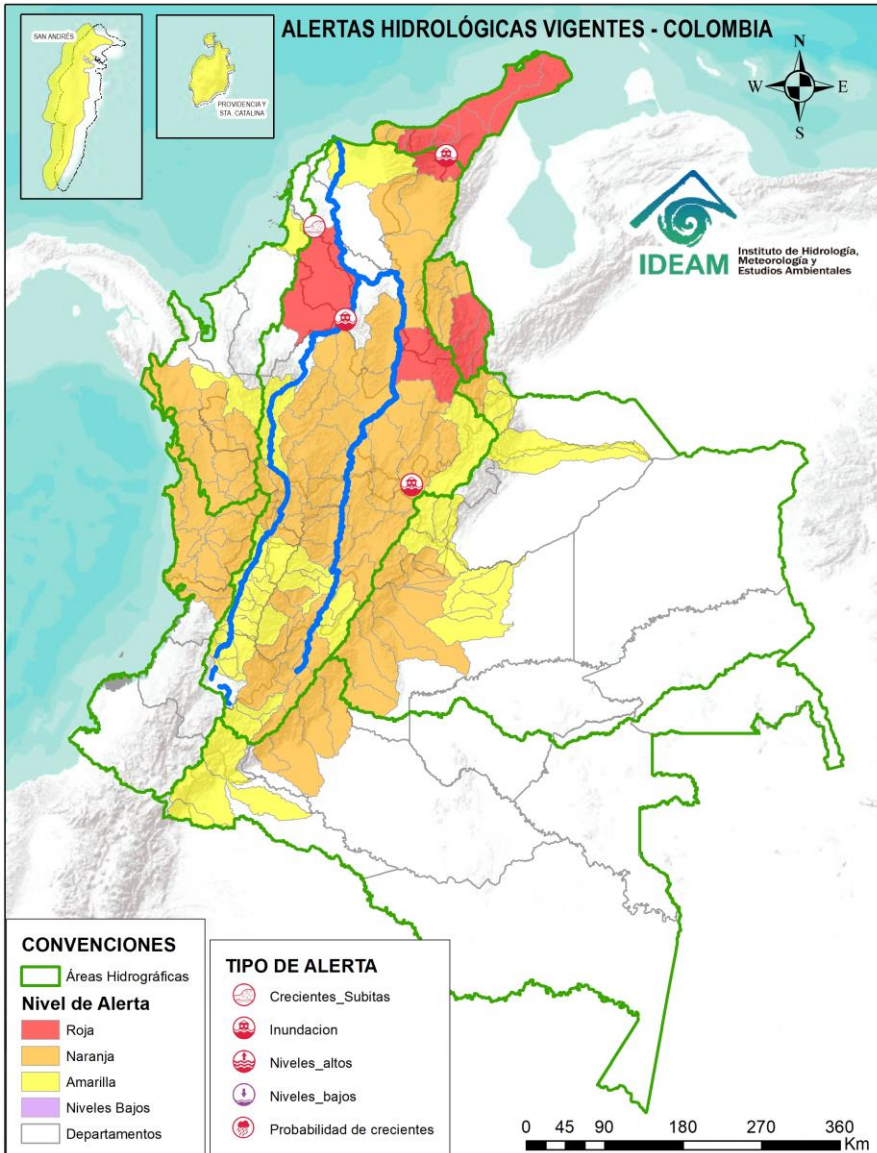 ALERTAS HIDROLÓGICAS VIGENTES - COLOMBIA
SAN ANDRÉS
PROVIDENCIA Y
STA. CATALINA
N
W
E
S
IDEAM
Instituto de Hidrología,
Meteorología y
Estudios Ambientales
CONVENCIONES
Áreas Hidrográficas
Nivel de Alerta
Roja
Naranja
Amarilla
Niveles Bajos
Departamentos
TIPO DE ALERTA
Crecientes_Subitas
Inundacion
Niveles_altos
Niveles_bajos
Probabilidad de crecientes
0 45 90 180 270 360
Km